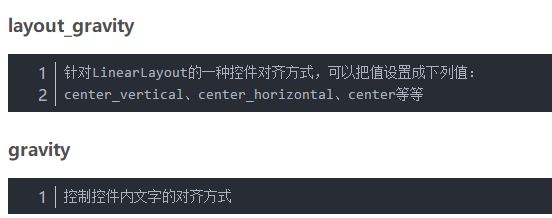 layout_gravity
1 针对LinearLayout的一种控件对齐方式，可以把值设置成下列值：
2 center_vertical、center_horizontal、center等等
gravity
1 控制控件内文字的对齐方式